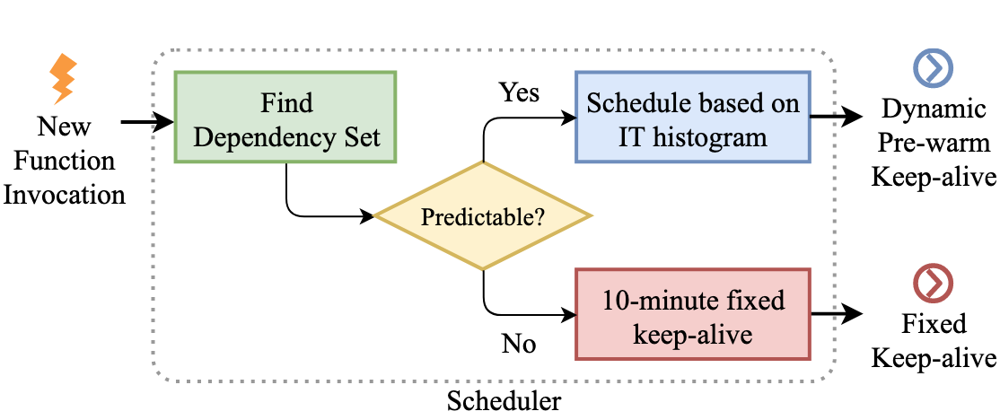 New
Function
Invocation
Find
Dependency Set
Predictable?
Yes
Schedule based on
IT histogram
Dynamic
Pre-warm
Keep-alive
No
10-minute fixed
keep-alive
Fixed
Keep-alive
Scheduler